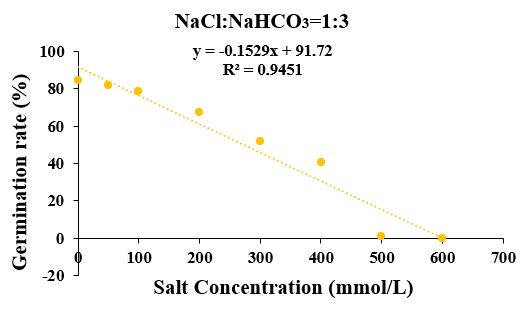 NaCl:NaHCO3=1:3
y = -0.1529x + 91.72
R² = 0.9451
Germination rate (%)
100
80
60
40
20
0
-20
0 100 200 300 400 500 600 700
Salt Concentration (mmol/L)